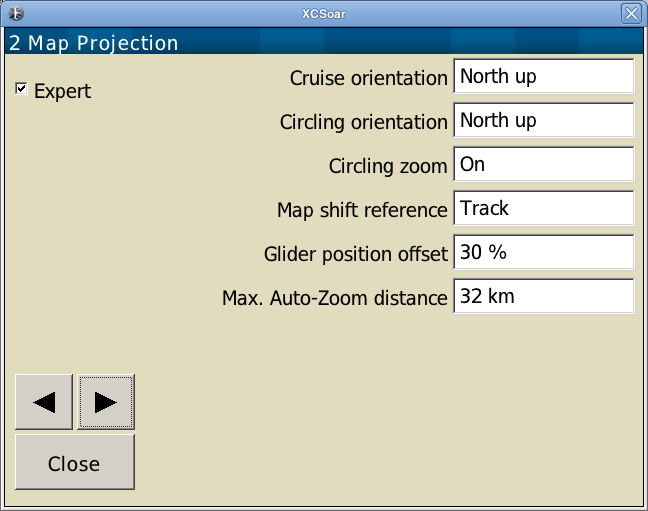 XCSoar
2 Map Projection
Expert
Cruise orientation North up
Circling orientation North up
Circling zoom On
Map shift reference Track
Glider position offset 30 %
Max. Auto-Zoom distance 32 km
Close